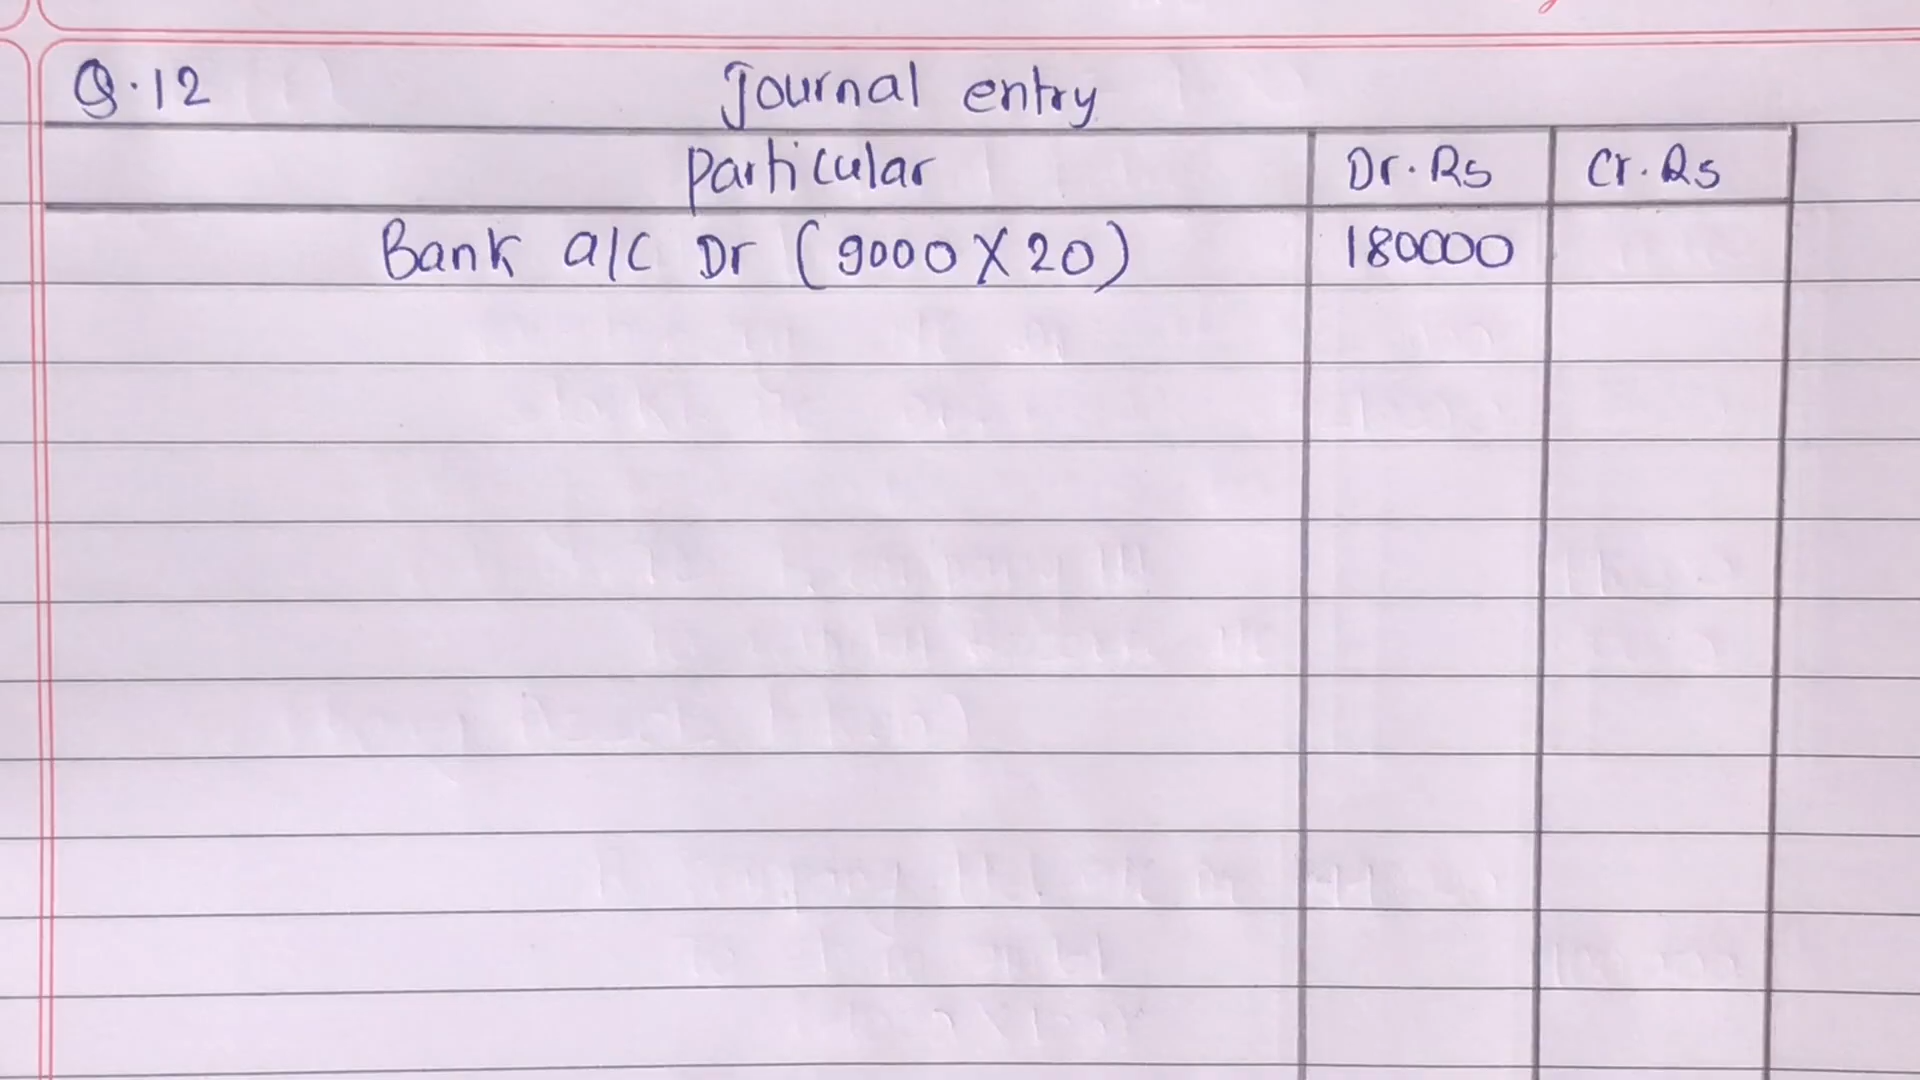 Q.12 Journal entry
Particular Dr. Rs Cr. Rs
Bank a/c Dr (9000 X 20) 180000